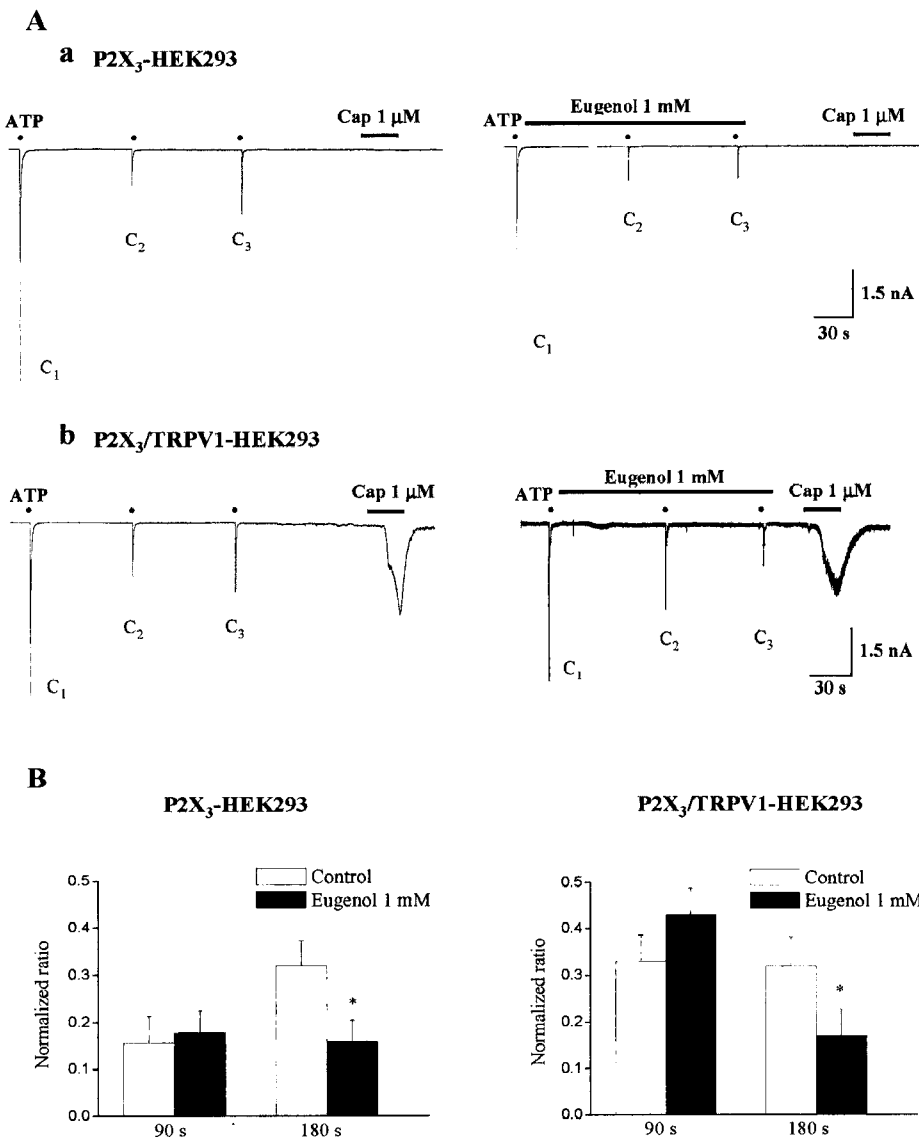 A
a P2X₃-HEK293
ATP Cap 1 μM
C₁ C₂ C₃
ATP Eugenol 1 mM Cap 1 μM
C₁ C₂ C₃
1.5 nA
30 s
b P2X₃/TRPV1-HEK293
ATP Cap 1 μM
C₁ C₂ C₃
ATP Eugenol 1 mM Cap 1 μM
C₁ C₂ C₃
1.5 nA
30 s
B
P2X₃-HEK293
Control
Eugenol 1 mM
Normalized ratio
0.5
0.4
0.3
0.2
0.1
0.0
*
90 s 180 s
P2X₃/TRPV1-HEK293
Control
Eugenol 1 mM
Normalized ratio
0.5
0.4
0.3
0.2
0.1
0.0
*
90 s 180 s